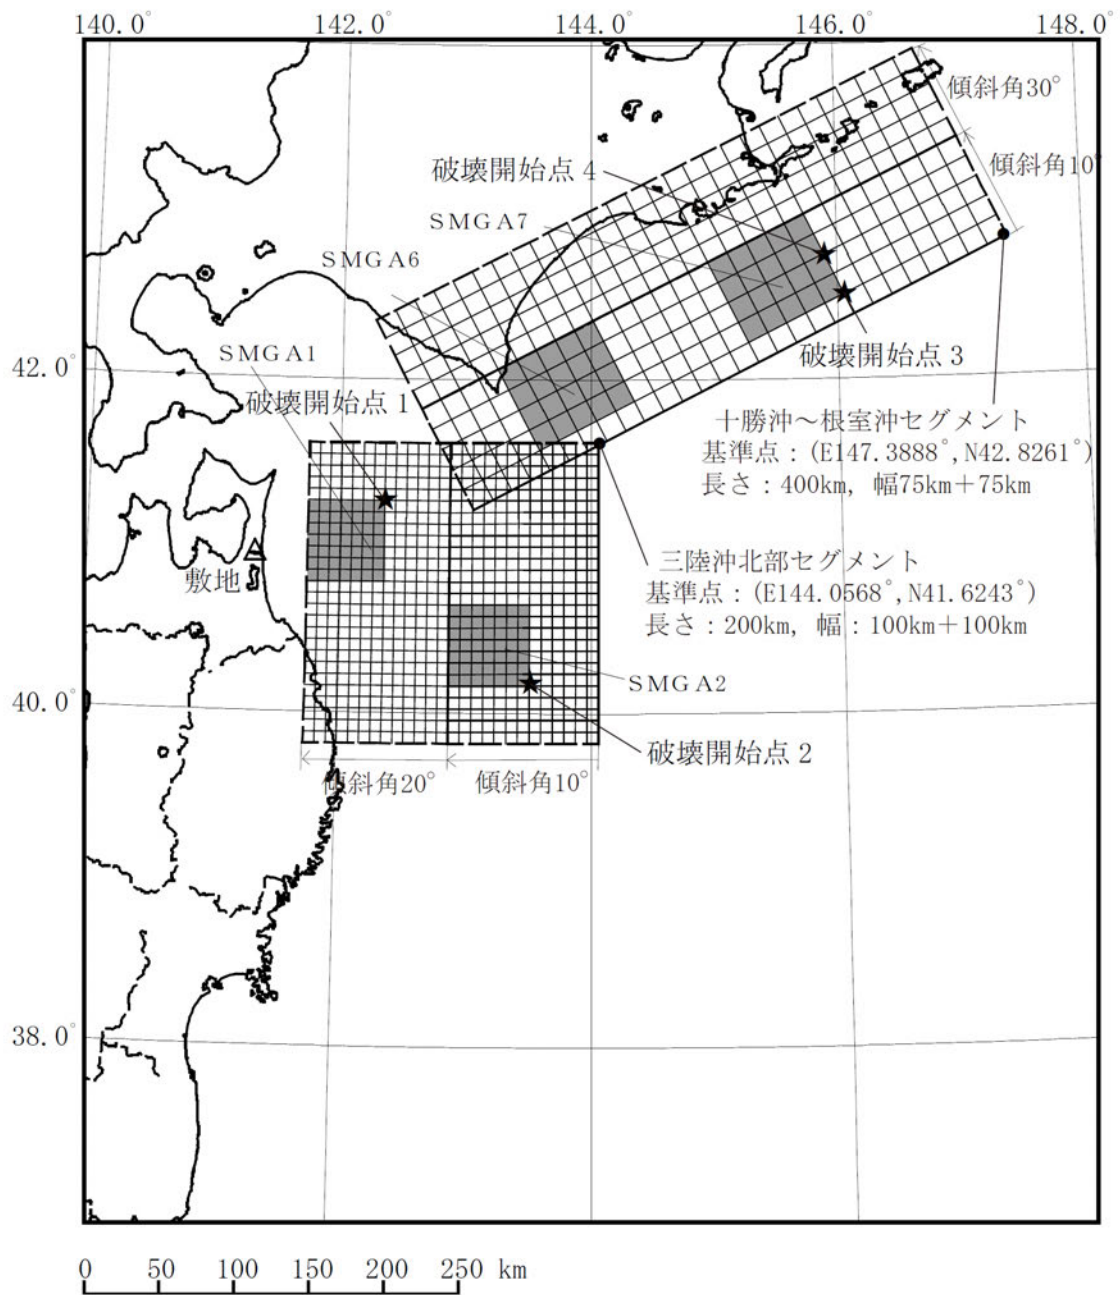 140.0° 142.0° 144.0° 146.0° 148.0°
傾斜角30°
破壊開始点4
傾斜角10°
SMGA7
SMGA6
SMGA1
42.0°
破壊開始点3
破壊開始点1
十勝沖～根室沖セグメント
基準点：(E147.3888°,N42.8261°)
長さ：400km, 幅75km＋75km
敷地
三陸沖北部セグメント
基準点：(E144.0568°,N41.6243°)
長さ：200km, 幅：100km＋100km
SMGA2
40.0°
破壊開始点2
傾斜角20° 傾斜角10°
38.0°
0 50 100 150 200 250 km